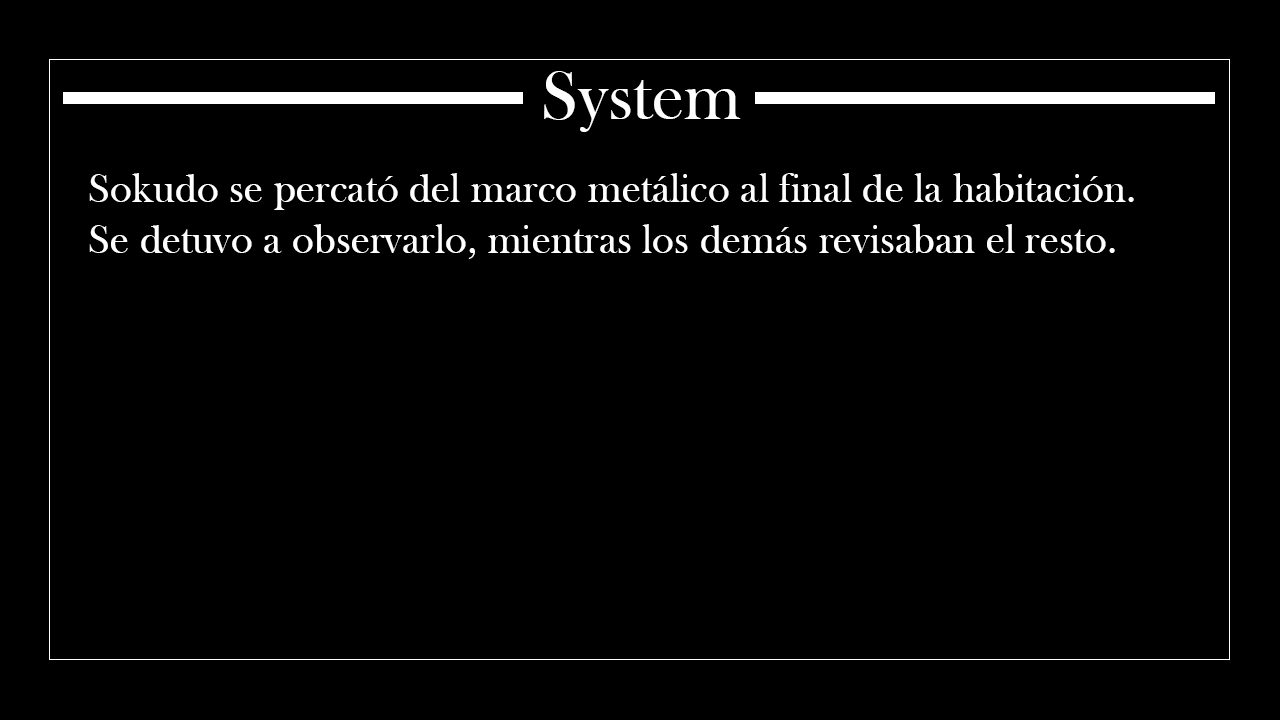 System
Sokudo se percató del marco metálico al final de la habitación.
Se detuvo a observarlo, mientras los demás revisaban el resto.